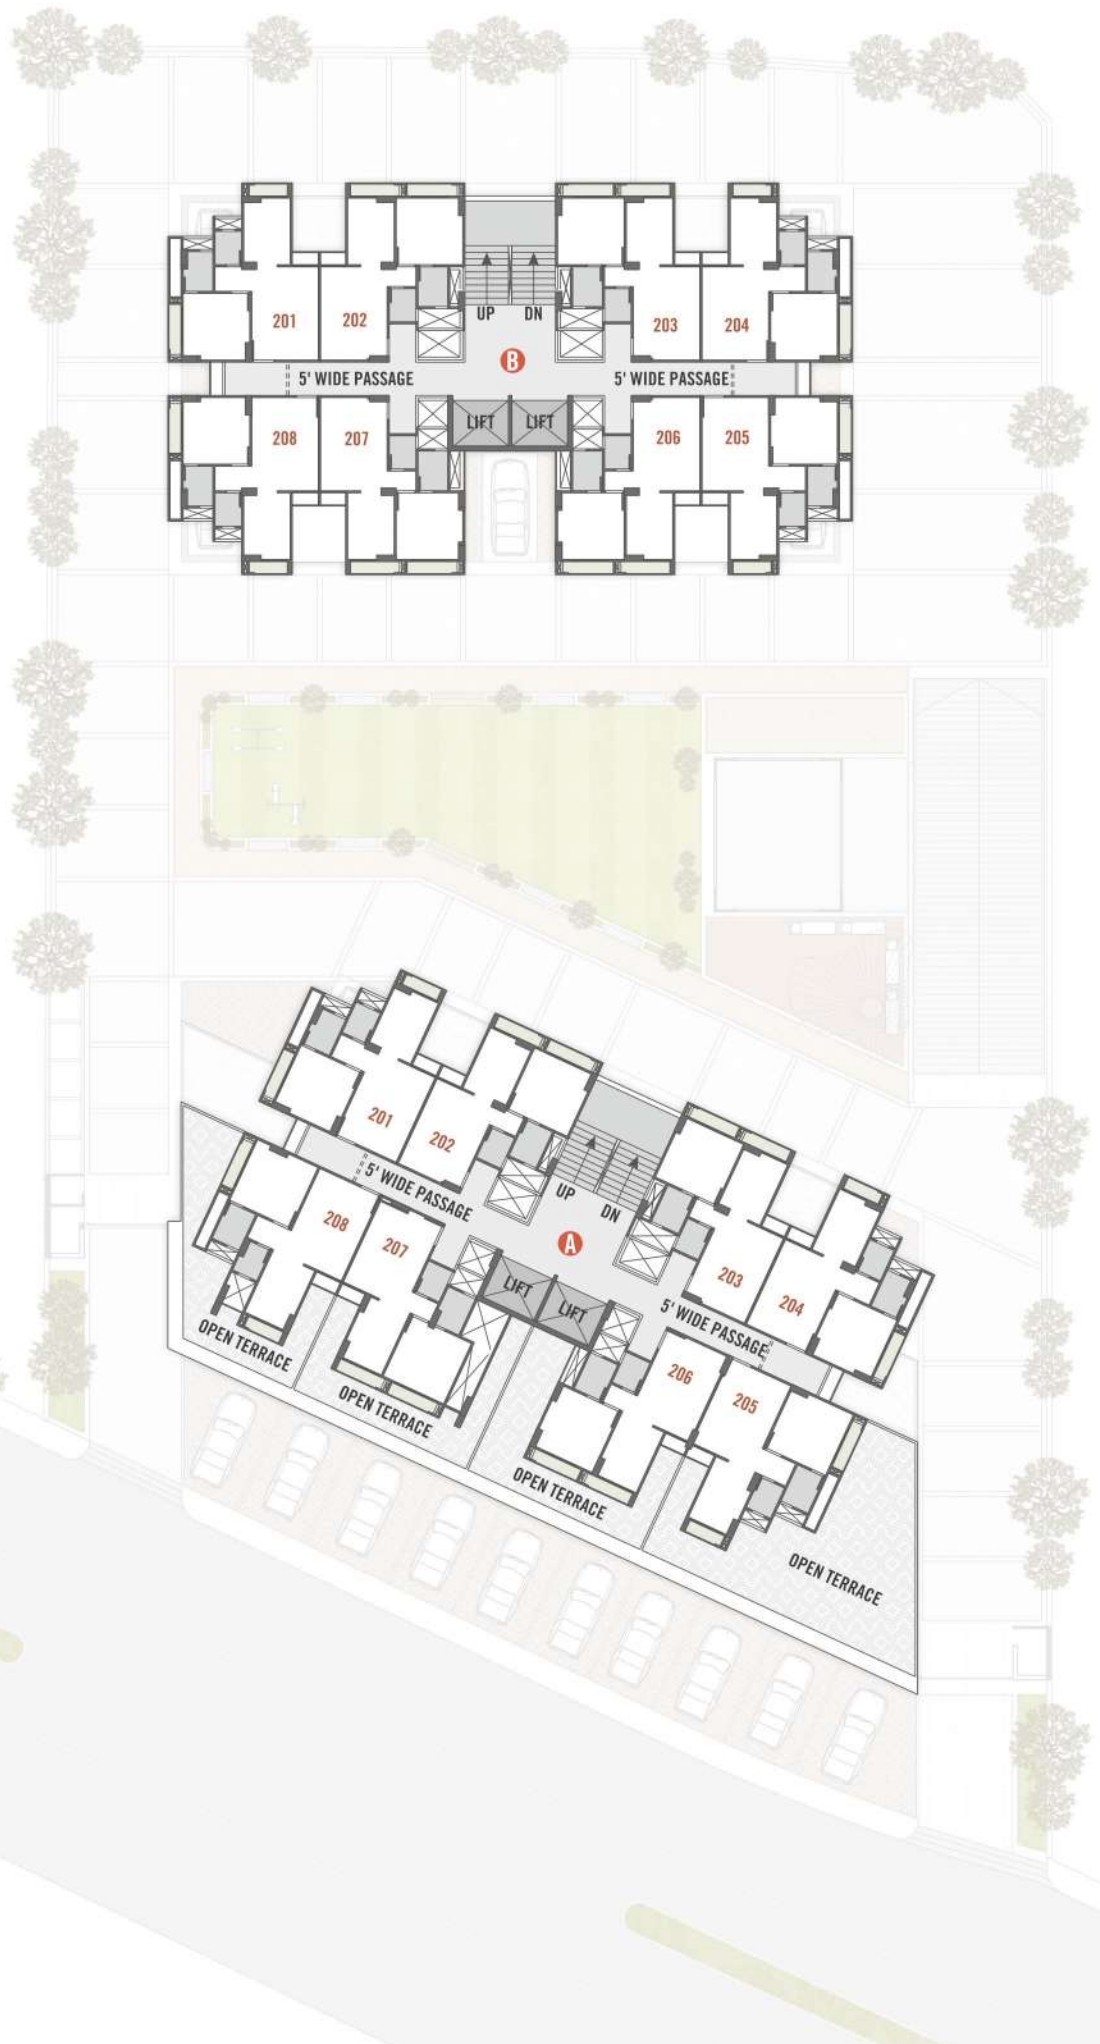 201
202
UP DN
203
204
B
5' WIDE PASSAGE
5' WIDE PASSAGE
208
207
LIFT
LIFT
206
205
201
202
5' WIDE PASSAGE
UP
DN
208
207
A
203
204
LIFT
LIFT
5' WIDE PASSAGE
206
205
OPEN TERRACE
OPEN TERRACE
OPEN TERRACE
OPEN TERRACE